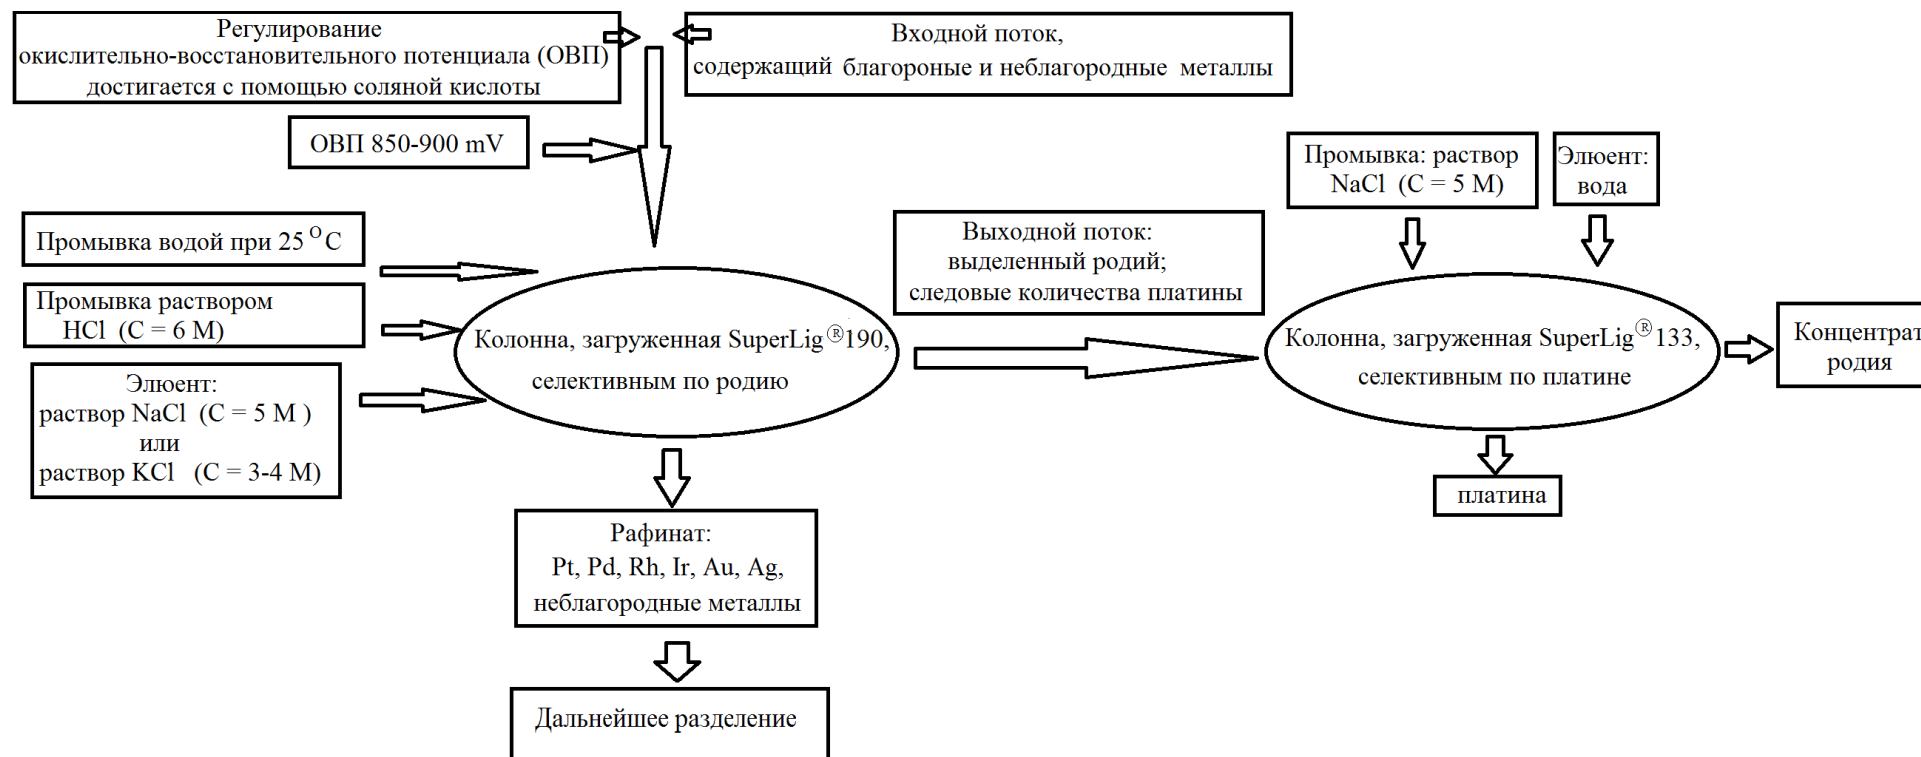 Регулирование
окислительно-восстановительного потенциала (ОВП)
достигается с помощью соляной кислоты
Входной поток,
содержащий благороные и неблагородные металлы
ОВП 850-900 mV
Промывка: раствор
NaCl (C = 5 M)
Элюент:
вода
Промывка водой при 25 °C
Промывка раствором
HCl (C = 6 M)
Элюент:
раствор NaCl (C = 5 M )
или
раствор KCl (C = 3-4 M)
Колонна, загруженная SuperLig®190,
селективным по родию
Выходной поток:
выделенный родий;
следовые количества платины
Колонна, загруженная SuperLig®133,
селективным по платине
Концентрат
родия
платина
Рафинат:
Pt, Pd, Rh, Ir, Au, Ag,
неблагородные металлы
Дальнейшее разделение